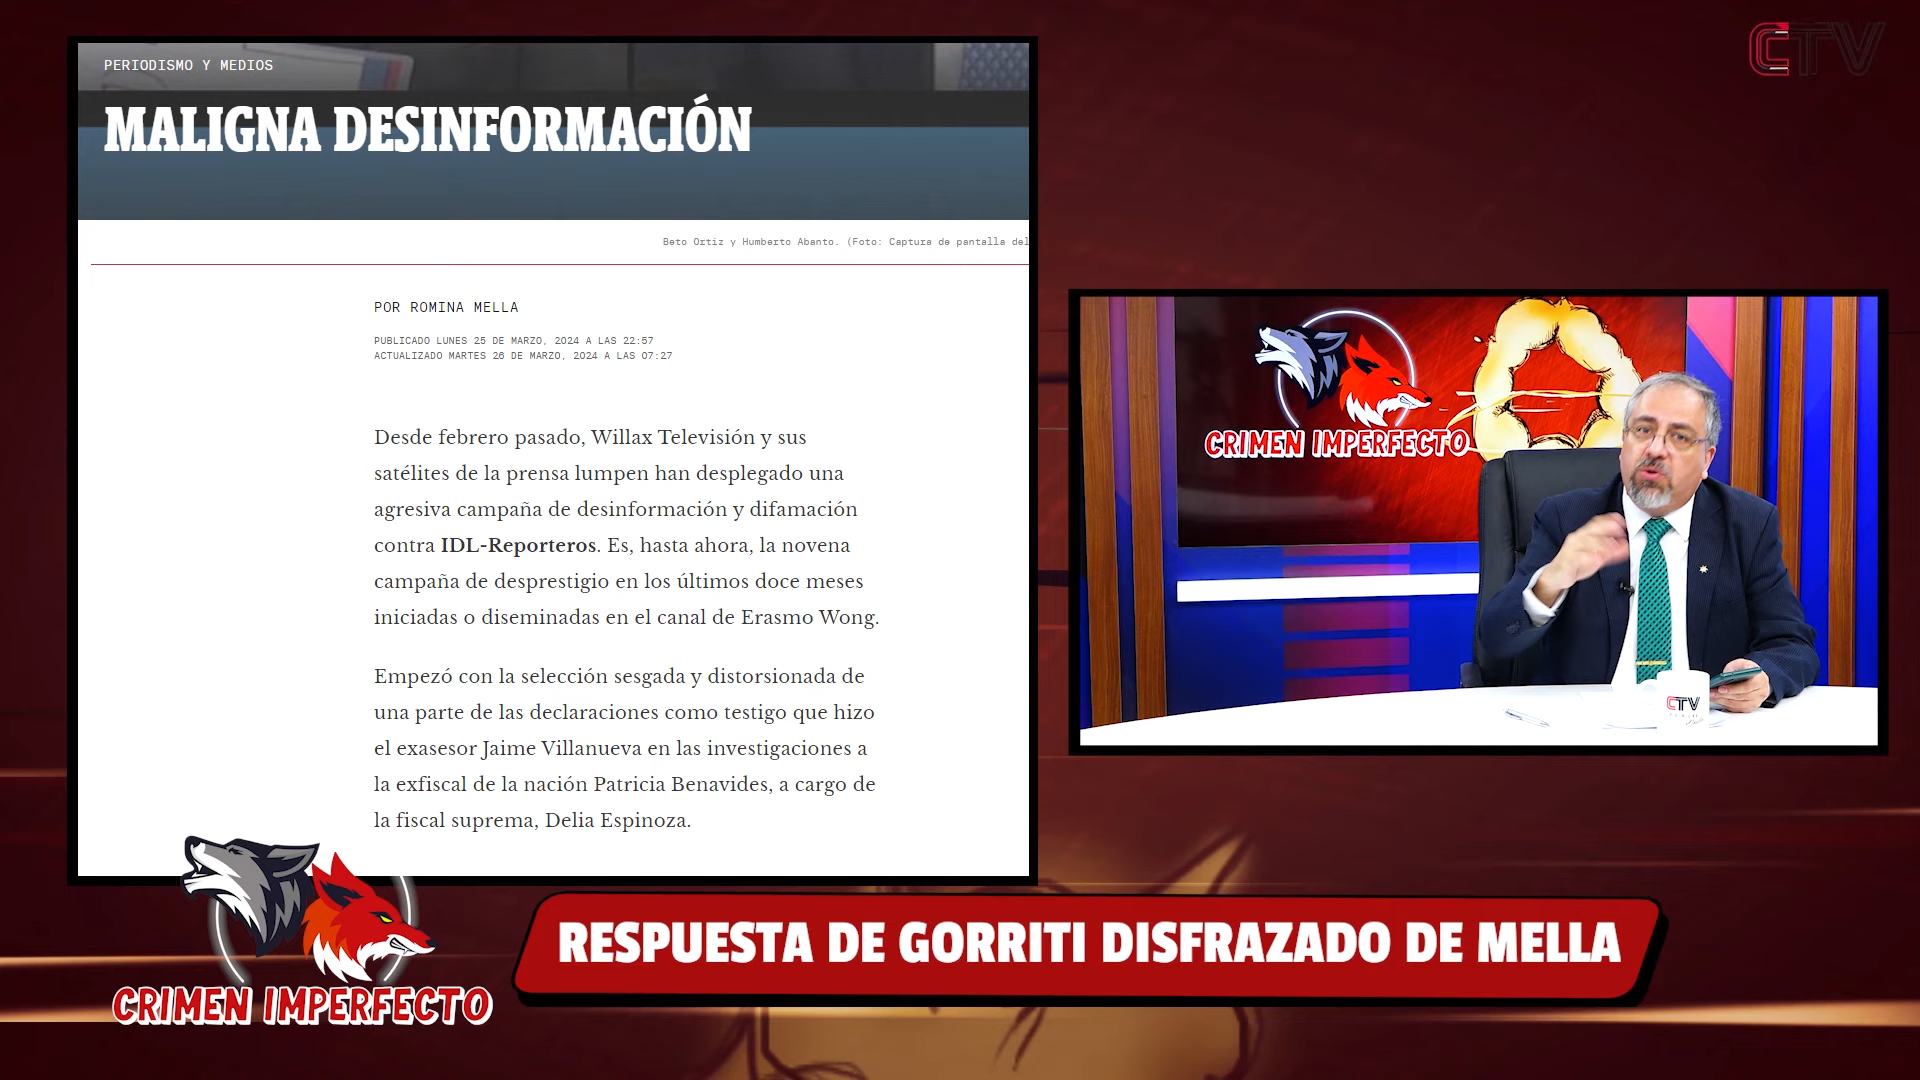 CTV
PERIODISMO Y MEDIOS
MALIGNA DESINFORMACIÓN
Beto Ortiz y Humberto Abanto. (Foto: Captura de pantalla del
POR ROMINA MELLA
PUBLICADO LUNES 25 DE MARZO, 2024 A LAS 22:57
ACTUALIZADO MARTES 26 DE MARZO, 2024 A LAS 07:27
Desde febrero pasado, Willax Televisión y sus
satélites de la prensa lumpen han desplegado una
agresiva campaña de desinformación y difamación
contra IDL-Reporteros. Es, hasta ahora, la novena
campaña de desprestigio en los últimos doce meses
iniciadas o diseminadas en el canal de Erasmo Wong.
Empezó con la selección sesgada y distorsionada de
una parte de las declaraciones como testigo que hizo
el exasesor Jaime Villanueva en las investigaciones a
la exfiscal de la nación Patricia Benavides, a cargo de
la fiscal suprema, Delia Espinoza.
CRIMEN IMPERFECTO
CTV
CRIMEN IMPERFECTO
RESPUESTA DE GORRITI DISFRAZADO DE MELLA